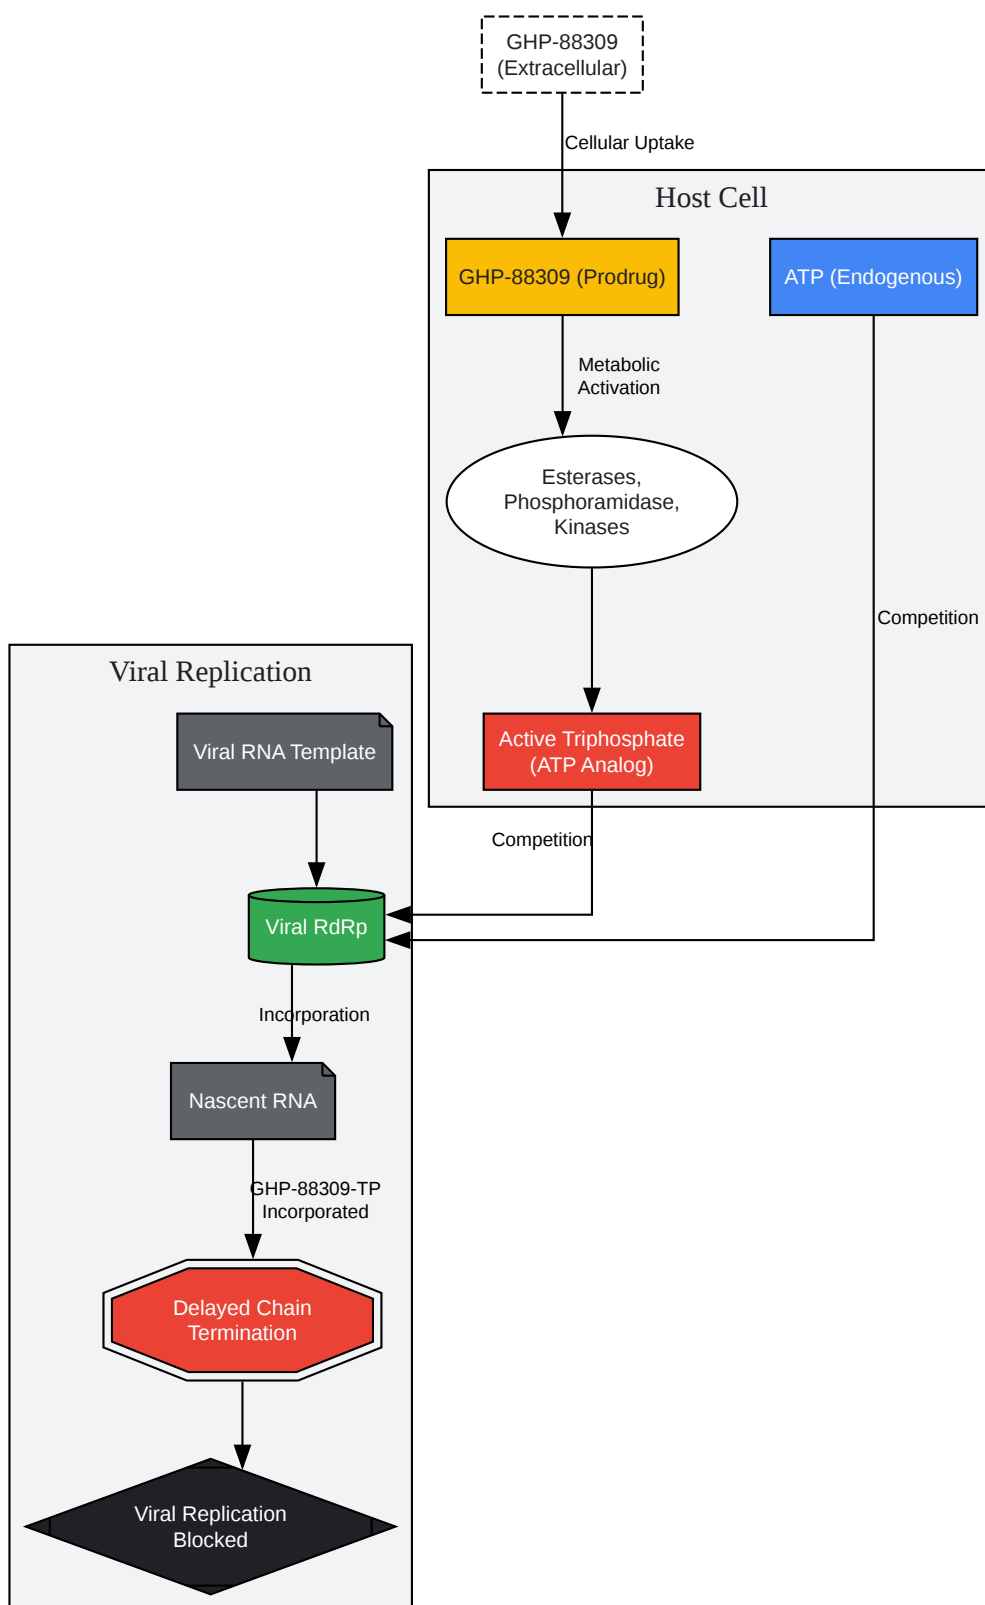 GHP-88309
(Extracellular)
Cellular Uptake
Host Cell
GHP-88309 (Prodrug)
ATP (Endogenous)
Metabolic
Activation
Esterases,
Phosphoramidase,
Kinases
Competition
Viral Replication
Viral RNA Template
Active Triphosphate
(ATP Analog)
Competition
Viral RdRp
Incorporation
Nascent RNA
GHP-88309-TP
Incorporated
Delayed Chain
Termination
Viral Replication
Blocked